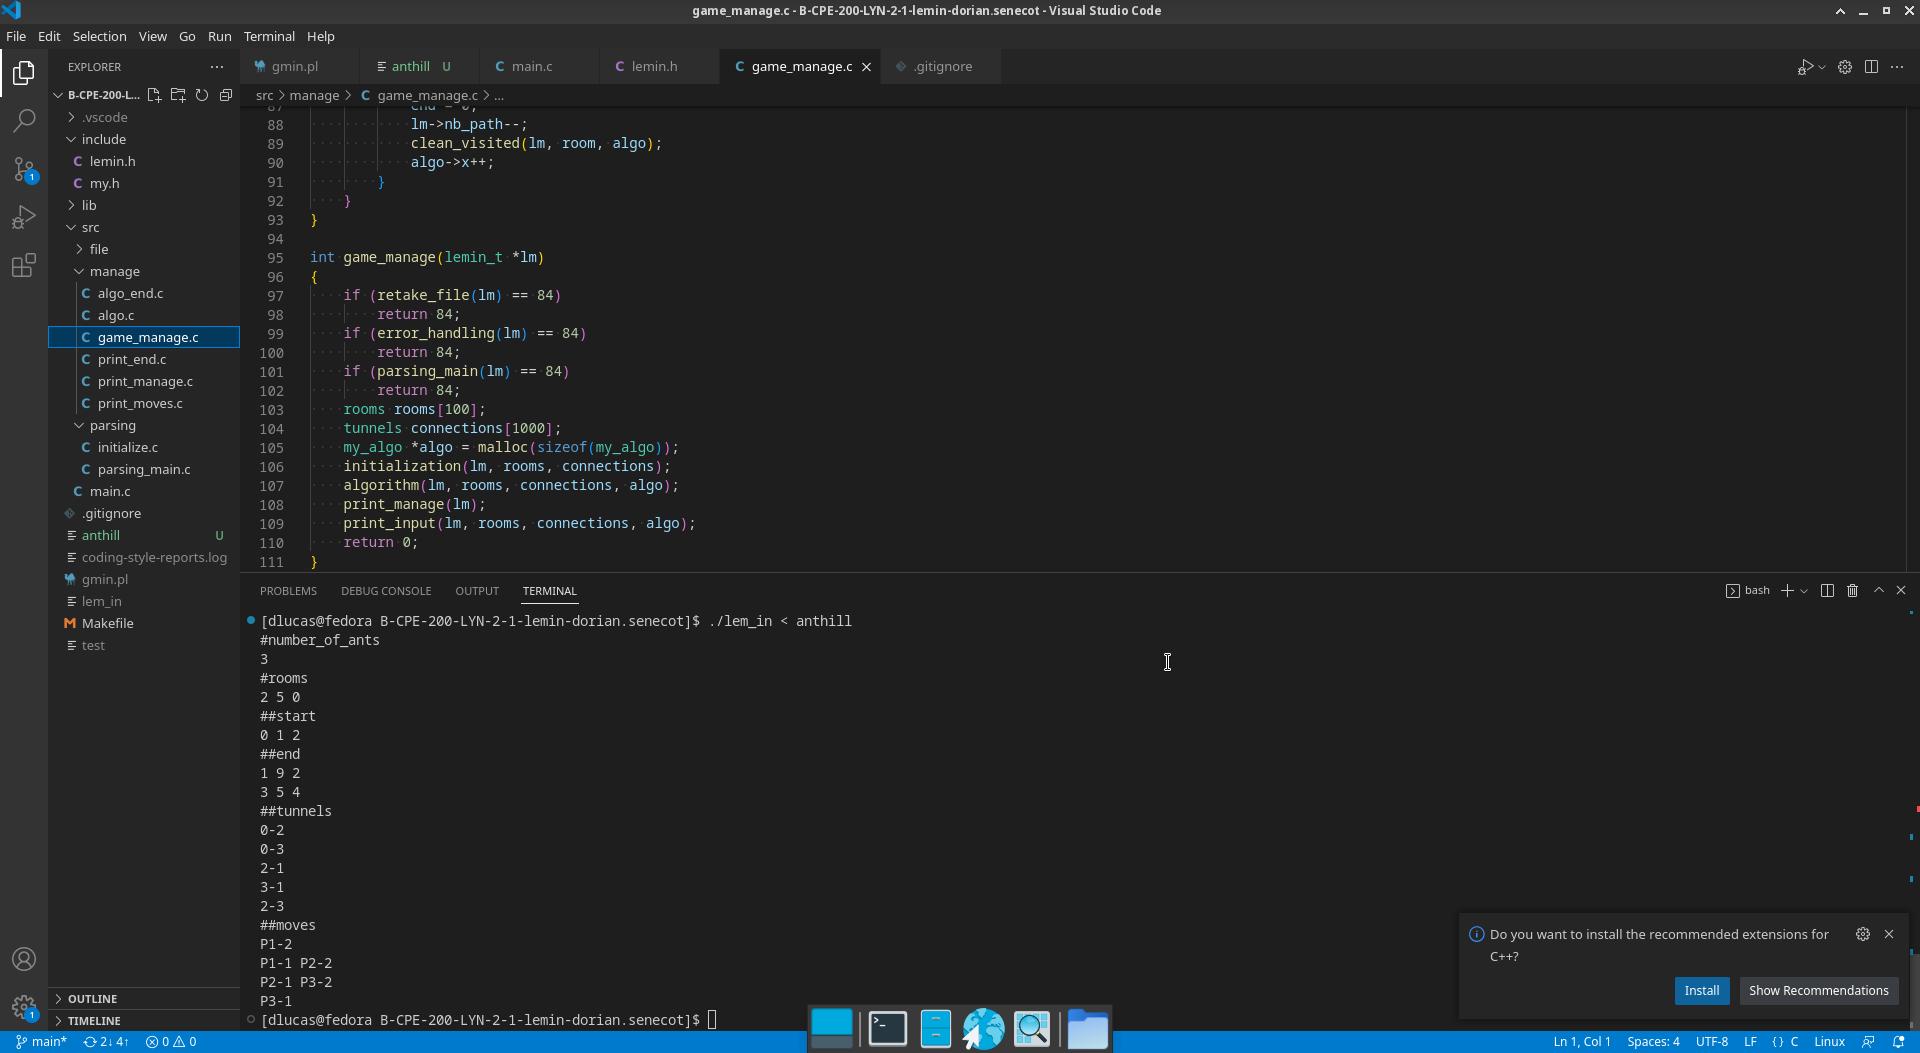 game_manage.c - B-CPE-200-LYN-2-1-lemin-dorian.senecot - Visual Studio Code
File Edit Selection View Go Run Terminal Help
EXPLORER
gmin.pl anthill U main.c lemin.h game_manage.c .gitignore
B-CPE-200-L...
src > manage > C game_manage.c > ...
.vscode
include
C lemin.h
C my.h
lib
src
file
manage
C algo_end.c
C algo.c
C game_manage.c
C print_end.c
C print_manage.c
C print_moves.c
parsing
C initialize.c
C parsing_main.c
C main.c
.gitignore
anthill U
coding-style-reports.log
gmin.pl
lem_in
M Makefile
test
OUTLINE
TIMELINE
87 end = 0;
88 lm->nb_path--;
89 clean_visited(lm, room, algo);
90 algo->x++;
91 }
92 }
93 }
94
95 int game_manage(lemin_t *lm)
96 {
97 if (retake_file(lm) == 84)
98 return 84;
99 if (error_handling(lm) == 84)
100 return 84;
101 if (parsing_main(lm) == 84)
102 return 84;
103 rooms rooms[100];
104 tunnels connections[1000];
105 my_algo *algo = malloc(sizeof(my_algo));
106 initialization(lm, rooms, connections);
107 algorithm(lm, rooms, connections, algo);
108 print_manage(lm);
109 print_input(lm, rooms, connections, algo);
110 return 0;
111 }
PROBLEMS DEBUG CONSOLE OUTPUT TERMINAL
bash
[dlucas@fedora B-CPE-200-LYN-2-1-lemin-dorian.senecot]$ ./lem_in < anthill
#number_of_ants
3
#rooms
2 5 0
##start
0 1 2
##end
1 9 2
3 5 4
##tunnels
0-2
0-3
2-1
3-1
2-3
##moves
P1-2
P1-1 P2-2
P2-1 P3-2
P3-1
[dlucas@fedora B-CPE-200-LYN-2-1-lemin-dorian.senecot]$
Do you want to install the recommended extensions for
C++?
Install Show Recommendations
1
1
main* 2↓ 4↑ 0 0
Ln 1, Col 1 Spaces: 4 UTF-8 LF {} C Linux